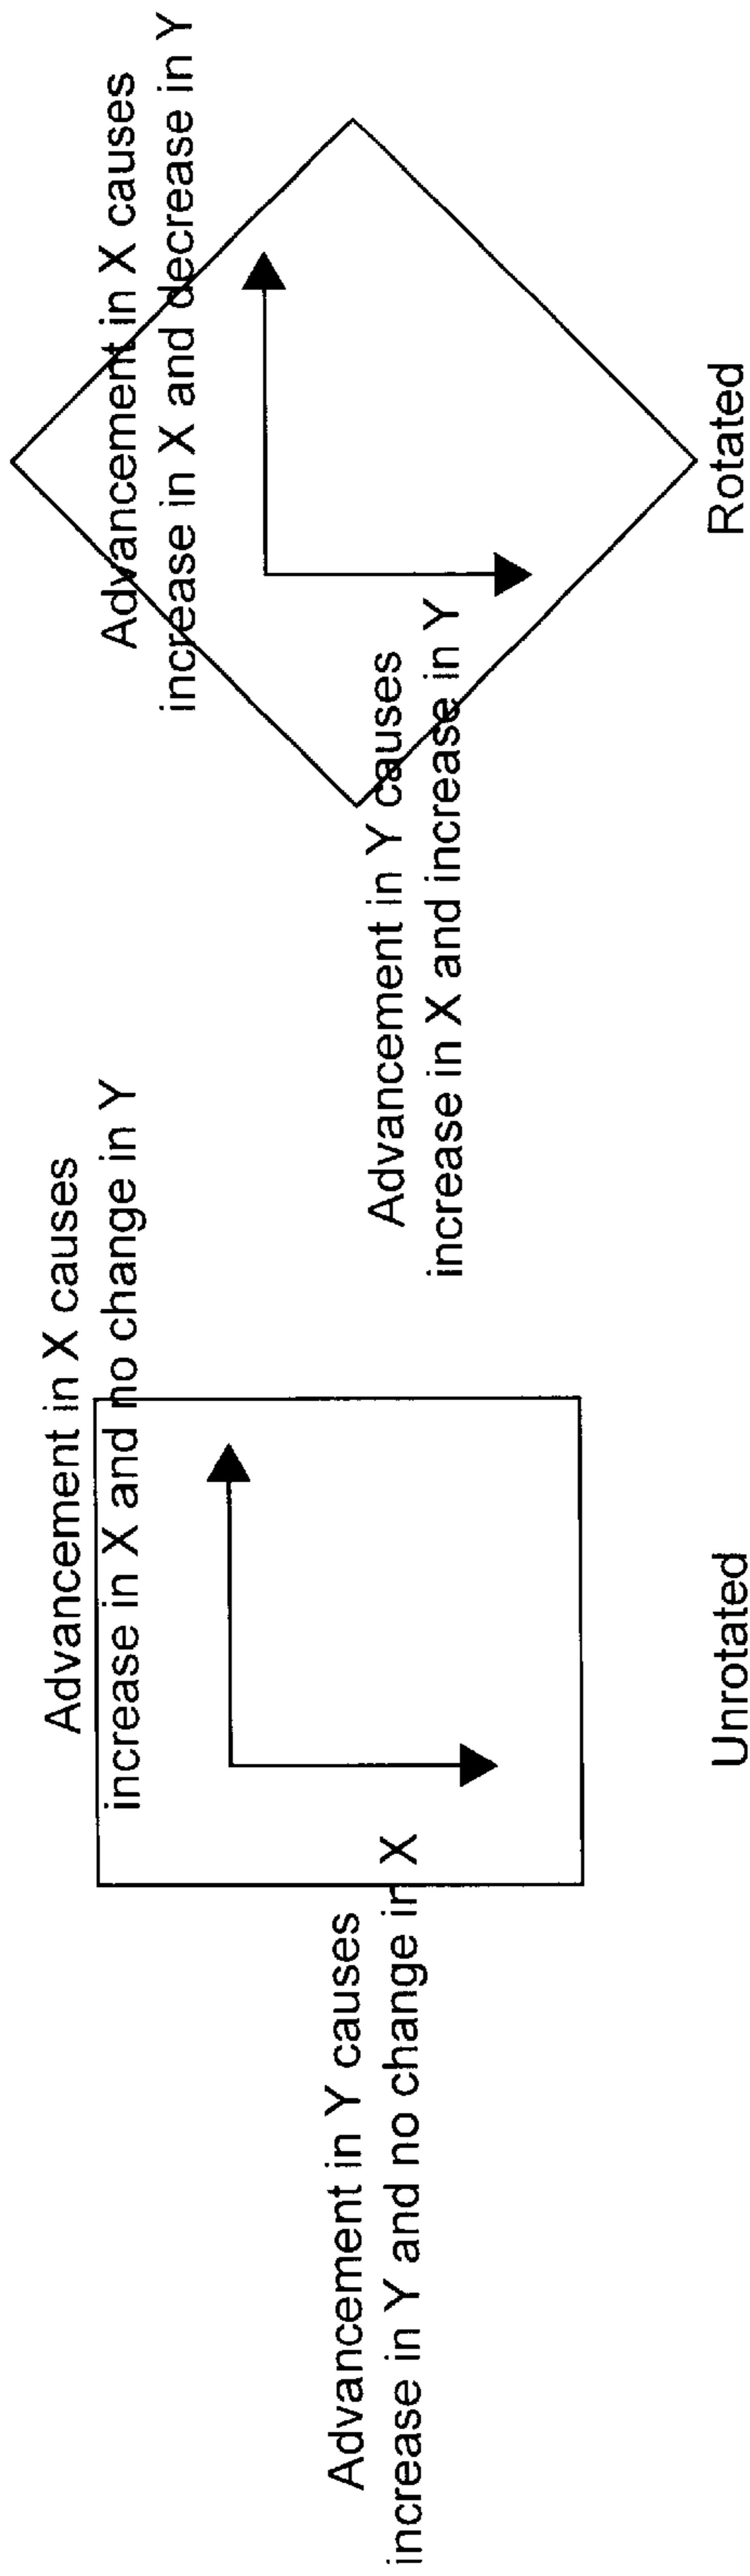 Advancement in X causes
increase in X and no change in Y
Advancement in Y causes
increase in Y and no change in X
Unrotated
Advancement in X causes
increase in X and decrease in Y
Advancement in Y causes
increase in X and increase in Y
Rotated